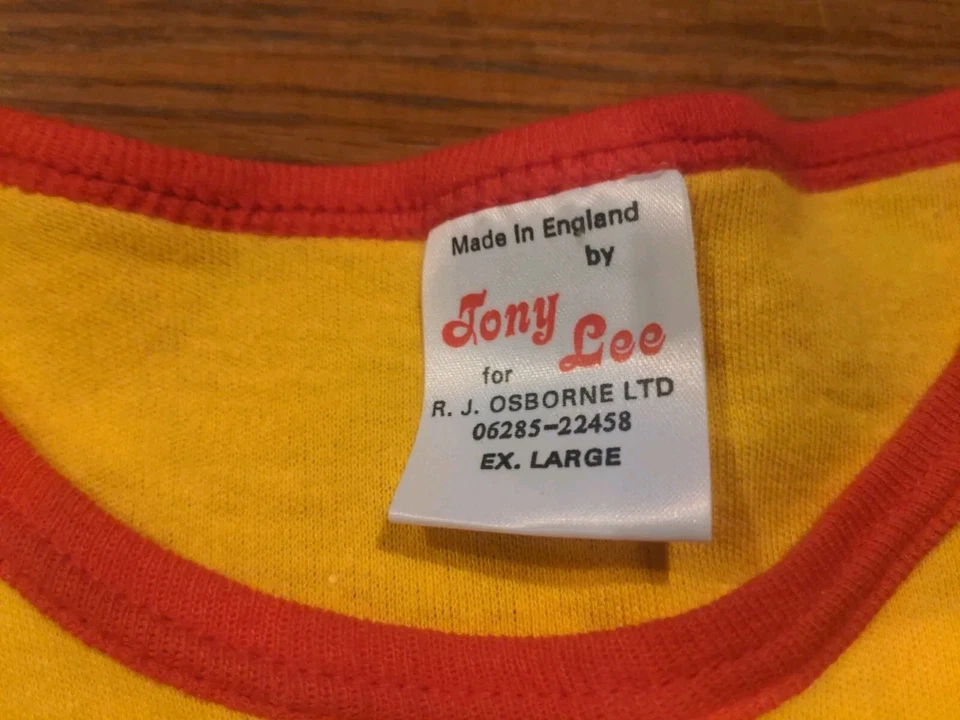 Made In England
by
Tony Lee
for
R. J. OSBORNE LTD
06285-22458
EX. LARGE